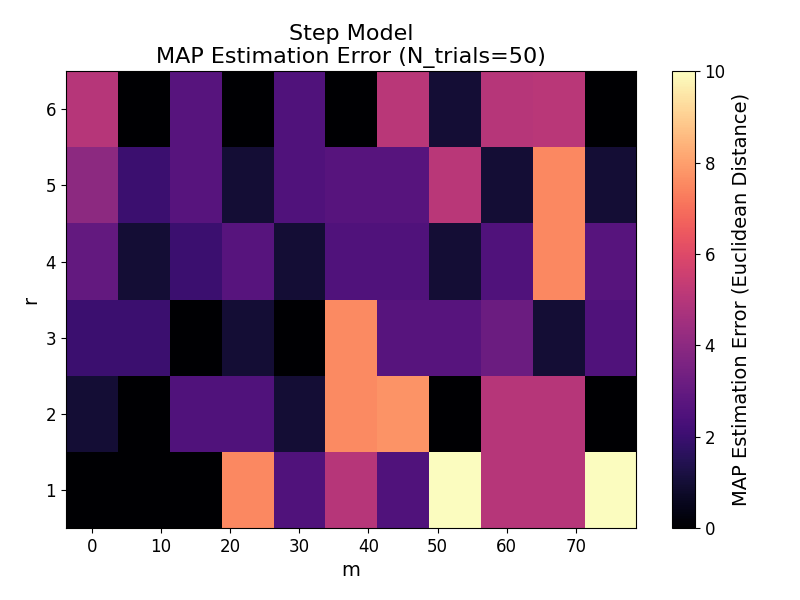 Step Model
MAP Estimation Error (N_trials=50)
6
5
4
3
2
1
r
0 10 20 30 40 50 60 70
m
10
8
6
4
2
0
MAP Estimation Error (Euclidean Distance)